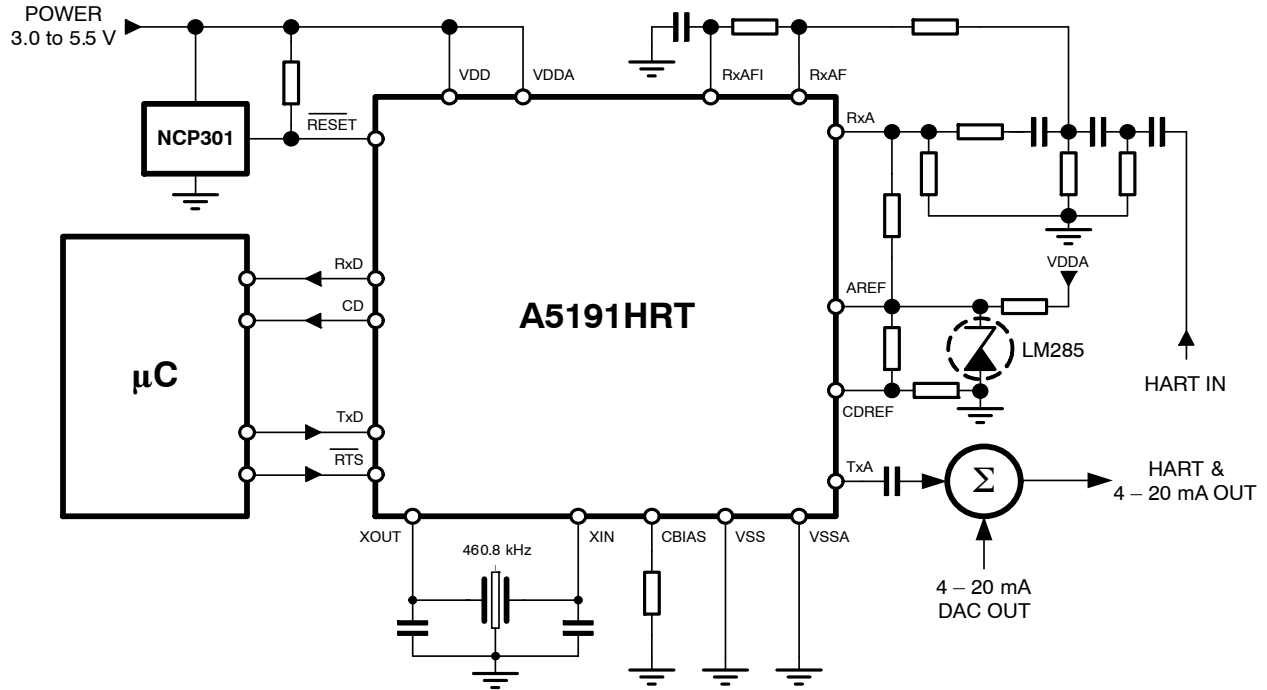 POWER
3.0 to 5.5 V
VDD
VDDA
RxAFI
RxAF
NCP301
RESET
RxA
VDDA
RxD
CD
μC
TxD
RTS
A5191HRT
AREF
LM285
CDREF
HART IN
TxA
Σ
HART &
4 – 20 mA OUT
XOUT
460.8 kHz
XIN
CBIAS
VSS
VSSA
4 – 20 mA
DAC OUT